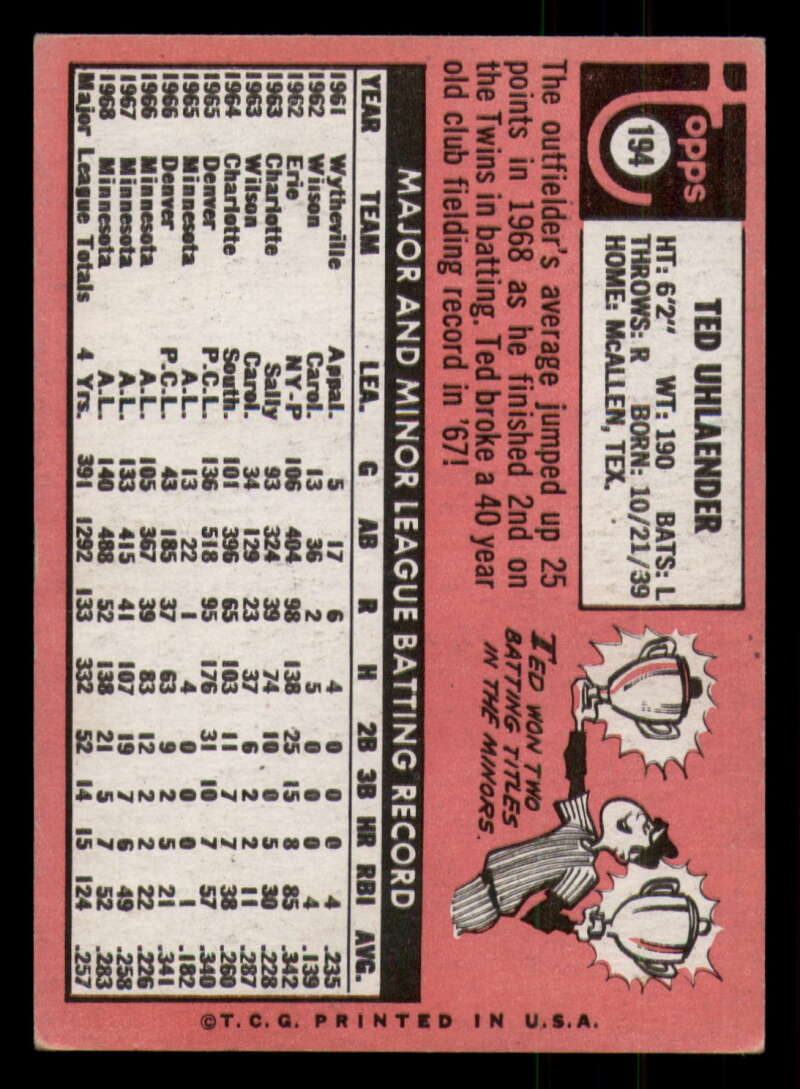 Topps
194
TED UHLAENDER
HT: 6'2" WT: 190 BATS: L
THROWS: R BORN: 10/21/39
HOME: McALLEN, TEX.
The outfielder's average jumped up 25
points in 1968 as he finished 2nd on
the Twins in batting. Ted broke a 40 year
old club fielding record in '67!
TED WON TWO
BATTING TITLES
IN THE MINORS.
MAJOR AND MINOR LEAGUE BATTING RECORD
YEAR TEAM LEA. G AB R H 2B 3B HR RBI AVG.
1961 Wytheville Appal. 5 17 6 4 0 0 0 4 .235
1962 Wilson Carol. 13 36 2 5 0 0 0 4 .139
1962 Erie NY-P 106 404 98 138 25 15 8 85 .342
1963 Charlotte Sally 93 324 39 74 10 0 5 30 .228
1963 Wilson Carol. 34 129 23 37 6 2 2 11 .287
1964 Charlotte South. 101 396 65 103 11 7 7 38 .260
1965 Denver P.C.L. 136 518 95 176 31 10 7 57 .340
1965 Minnesota A.L. 13 22 1 4 0 0 0 1 .182
1966 Denver P.C.L. 43 185 37 63 9 2 5 21 .341
1966 Minnesota A.L. 105 367 39 83 12 2 2 22 .226
1967 Minnesota A.L. 133 415 41 107 19 7 6 49 .258
1968 Minnesota A.L. 140 488 52 138 21 5 7 52 .283
Major League Totals 4 Yrs. 391 1292 133 332 52 14 15 124 .257
©T.C.G. PRINTED IN U.S.A.